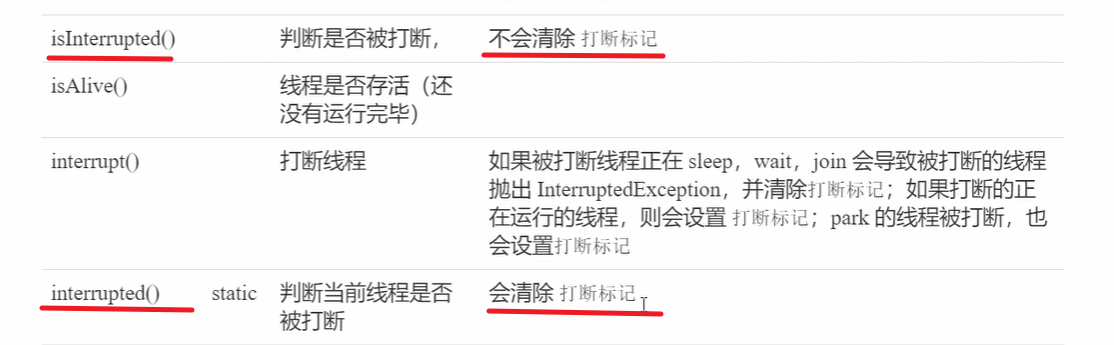 isInterrupted() 判断是否被打断， 不会清除 打断标记
isAlive() 线程是否存活（还
没有运行完毕）
interrupt() 打断线程 如果被打断线程正在 sleep，wait，join 会导致被打断的线程
抛出 InterruptedException，并清除打断标记；如果打断的正
在运行的线程，则会设置 打断标记；park 的线程被打断，也
会设置打断标记
interrupted() static 判断当前线程是否 会清除 打断标记
被打断